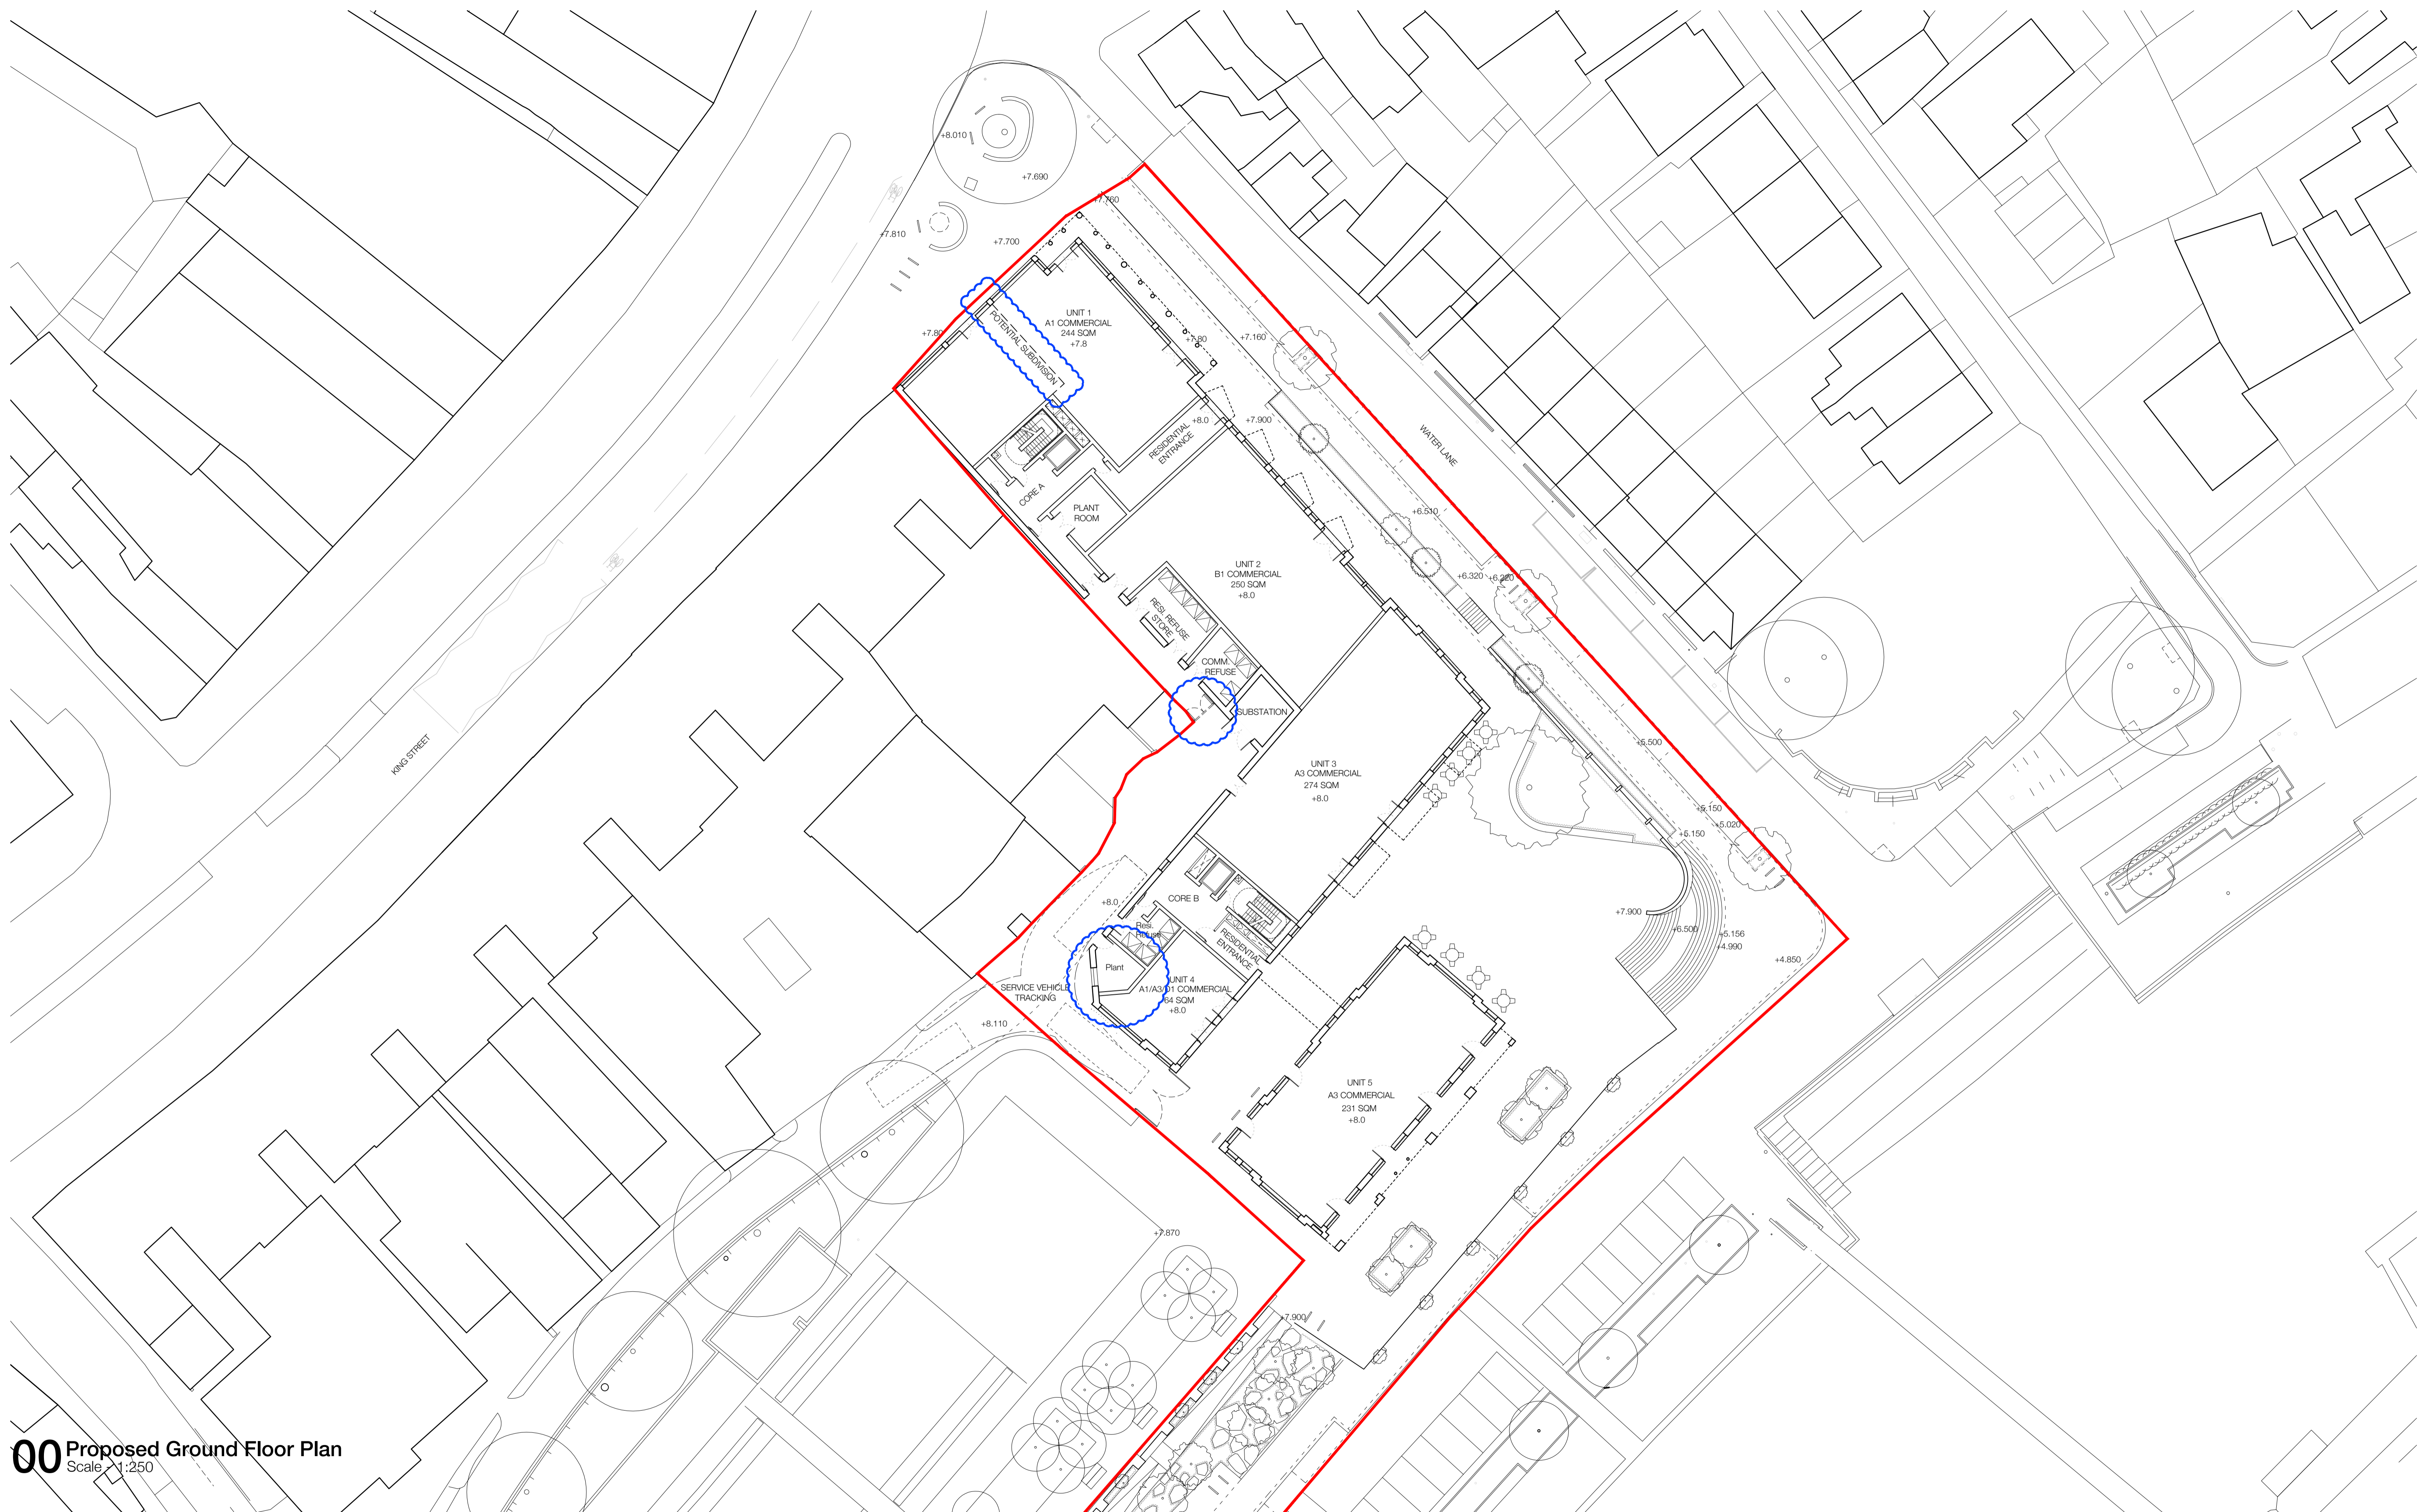 +8.010
+7.690
+7.760
+7.810
+7.700
UNIT 1
A1 COMMERCIAL
244 SQM
+7.8
+7.80
+7.80
+7.160
POTENTIAL SUBDIVISION
+8.0
+7.900
RESIDENTIAL
ENTRANCE
WATER LANE
CORE A
PLANT
ROOM
+6.510
UNIT 2
B1 COMMERCIAL
250 SQM
+8.0
+6.320
+6.220
RESI. REFUSE
STORE
COMM.
REFUSE
SUBSTATION
KING STREET
+5.500
UNIT 3
A3 COMMERCIAL
274 SQM
+8.0
+5.150
+5.020
+5.150
CORE B
+8.0
+7.900
Resi.
Refuse
+6.500
+5.156
+4.990
RESIDENTIAL
ENTRANCE
+4.850
Plant
UNIT 4
A1/A3/D1 COMMERCIAL
64 SQM
+8.0
SERVICE VEHICLE
TRACKING
+8.110
UNIT 5
A3 COMMERCIAL
231 SQM
+8.0
+7.870
+7.900
00 Proposed Ground Floor Plan
Scale - 1:250